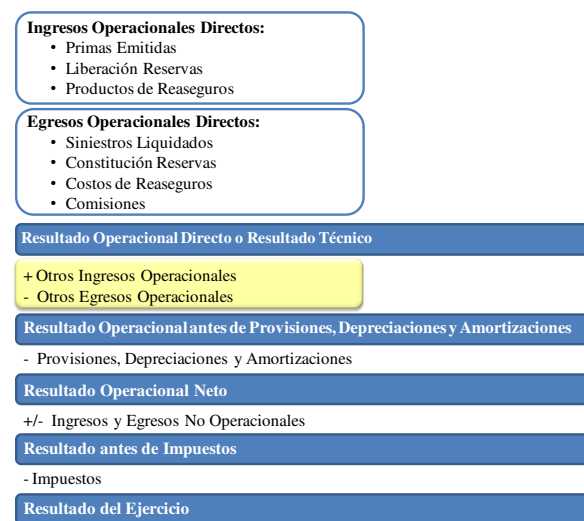 Ingresos Operacionales Directos:
• Primas Emitidas
• Liberación Reservas
• Productos de Reaseguros
Egresos Operacionales Directos:
• Siniestros Liquidados
• Constitución Reservas
• Costos de Reaseguros
• Comisiones
Resultado Operacional Directo o Resultado Técnico
+ Otros Ingresos Operacionales
- Otros Egresos Operacionales
Resultado Operacional antes de Provisiones, Depreciaciones y Amortizaciones
- Provisiones, Depreciaciones y Amortizaciones
Resultado Operacional Neto
+/- Ingresos y Egresos No Operacionales
Resultado antes de Impuestos
- Impuestos
Resultado del Ejercicio